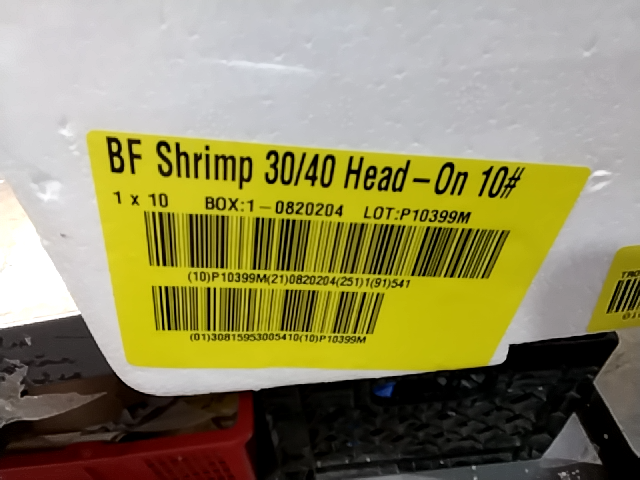 BF Shrimp 30/40 Head-On 10#
1 x 10 BOX:1-0820204 LOT:P10399M
(10)P10399M(21)0820204(251)1(91)541
(01)30815953005410(10)P10399M